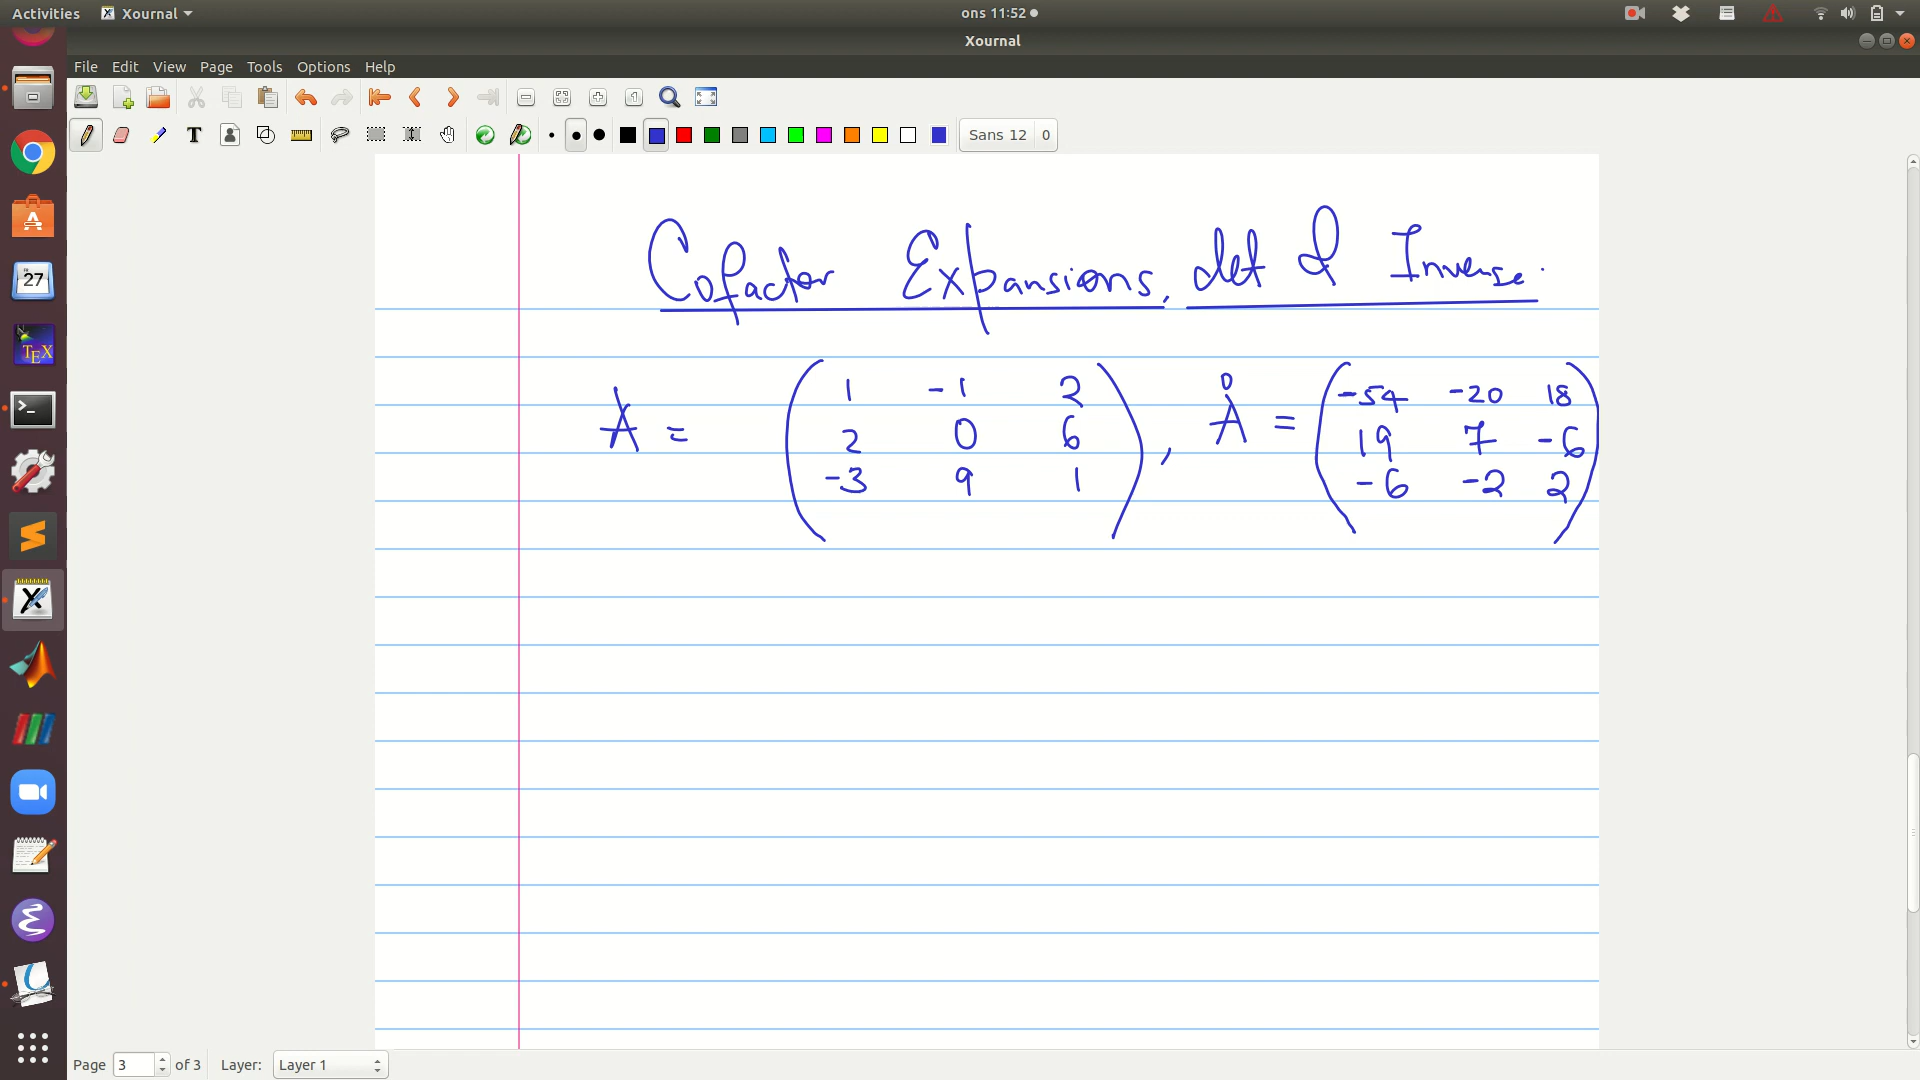 Activities Xournal ons 11:52
Xournal
File Edit View Page Tools Options Help
T Sans 12 0
Cofactor Expansions, det & Inverse.
A = ( 1 -1 2 , Å = ( -54 -20 18
2 0 6 19 7 -6
-3 9 1 ) -6 -2 2 )
27
TEX
Page 3 of 3 Layer: Layer 1